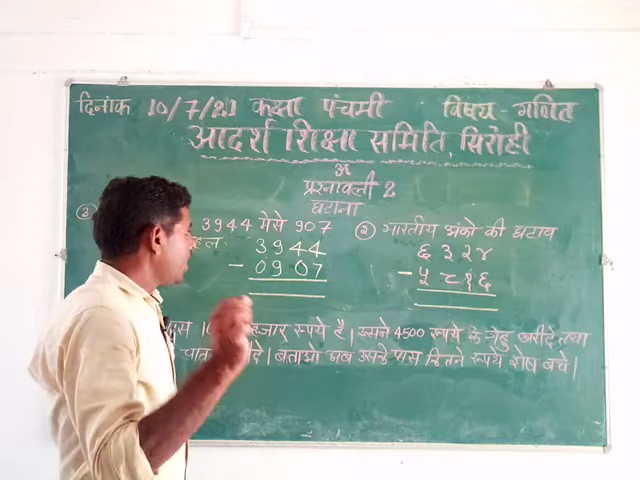 दिनांक 10/7/21 कक्षा पंचमी विषय - गणित
आदर्श शिक्षा समिति, सिरोही
ॐ
प्रश्नावली 2
घटाना
3944 मेसे 907
हल:
3944
- 0907
② भारतीय अंको की घटाव
६३२४
- ५८१६
रूपये है। उसने 4500 रूपये के गेहु खरीदे तथा
बताओ अब उसके पास कितने रूपये शेष बचे।